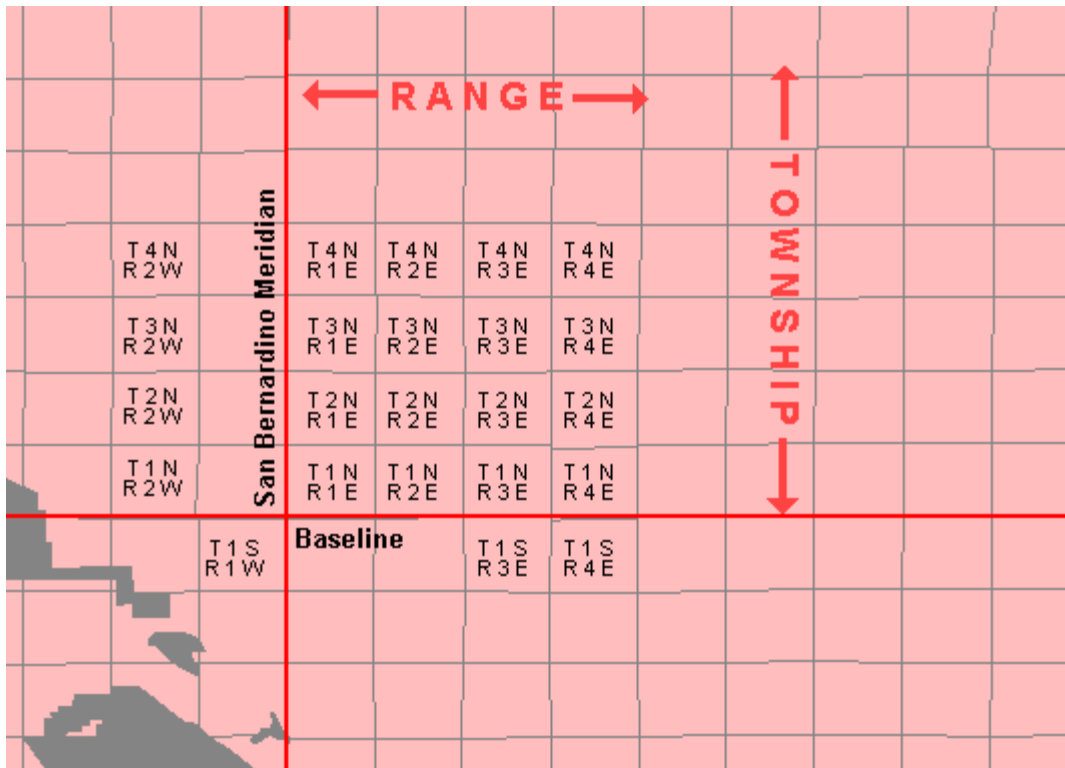 RANGE
TOWNSHIP
San Bernardino Meridian
T4N
R2W
T4N
R1E
T4N
R2E
T4N
R3E
T4N
R4E
T3N
R2W
T3N
R1E
T3N
R2E
T3N
R3E
T3N
R4E
T2N
R2W
T2N
R1E
T2N
R2E
T2N
R3E
T2N
R4E
T1N
R2W
T1N
R1E
T1N
R2E
T1N
R3E
T1N
R4E
Baseline
T1S
R1W
T1S
R3E
T1S
R4E